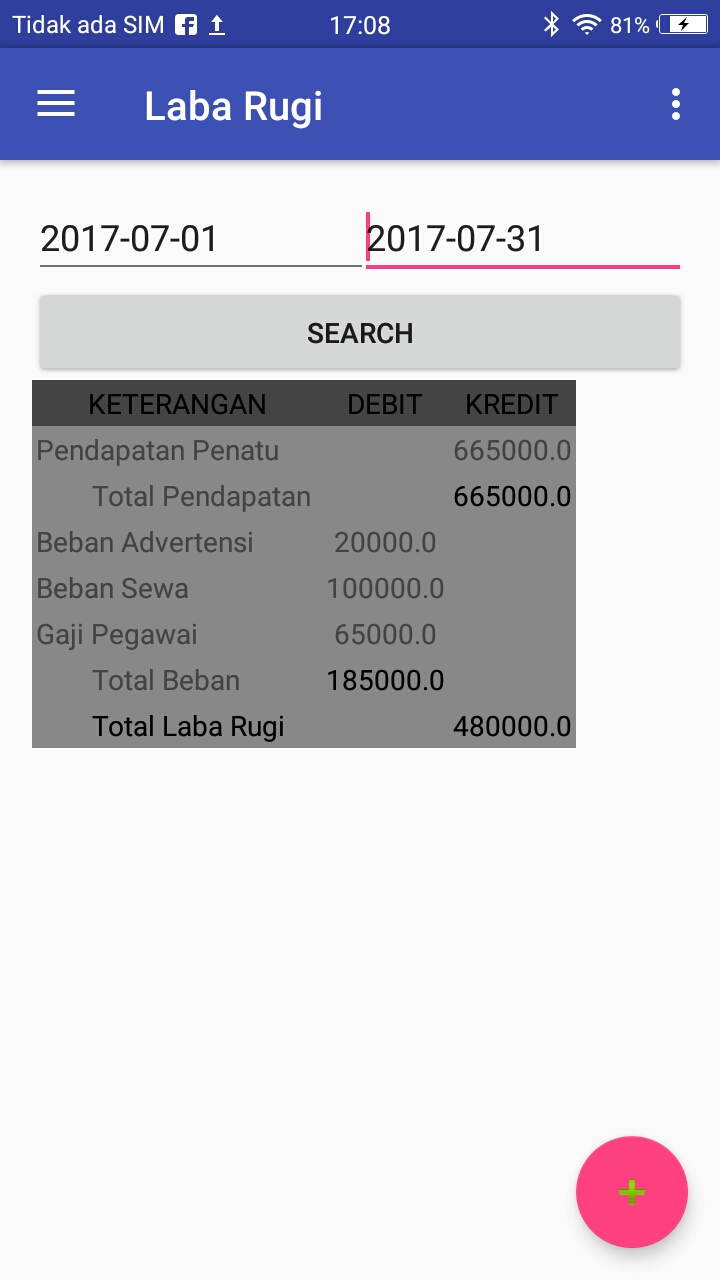 Tidak ada SIM 17:08 81%
Laba Rugi
2017-07-01 2017-07-31
SEARCH
KETERANGAN DEBIT KREDIT
Pendapatan Penatu 665000.0
Total Pendapatan 665000.0
Beban Advertensi 20000.0
Beban Sewa 100000.0
Gaji Pegawai 65000.0
Total Beban 185000.0
Total Laba Rugi 480000.0